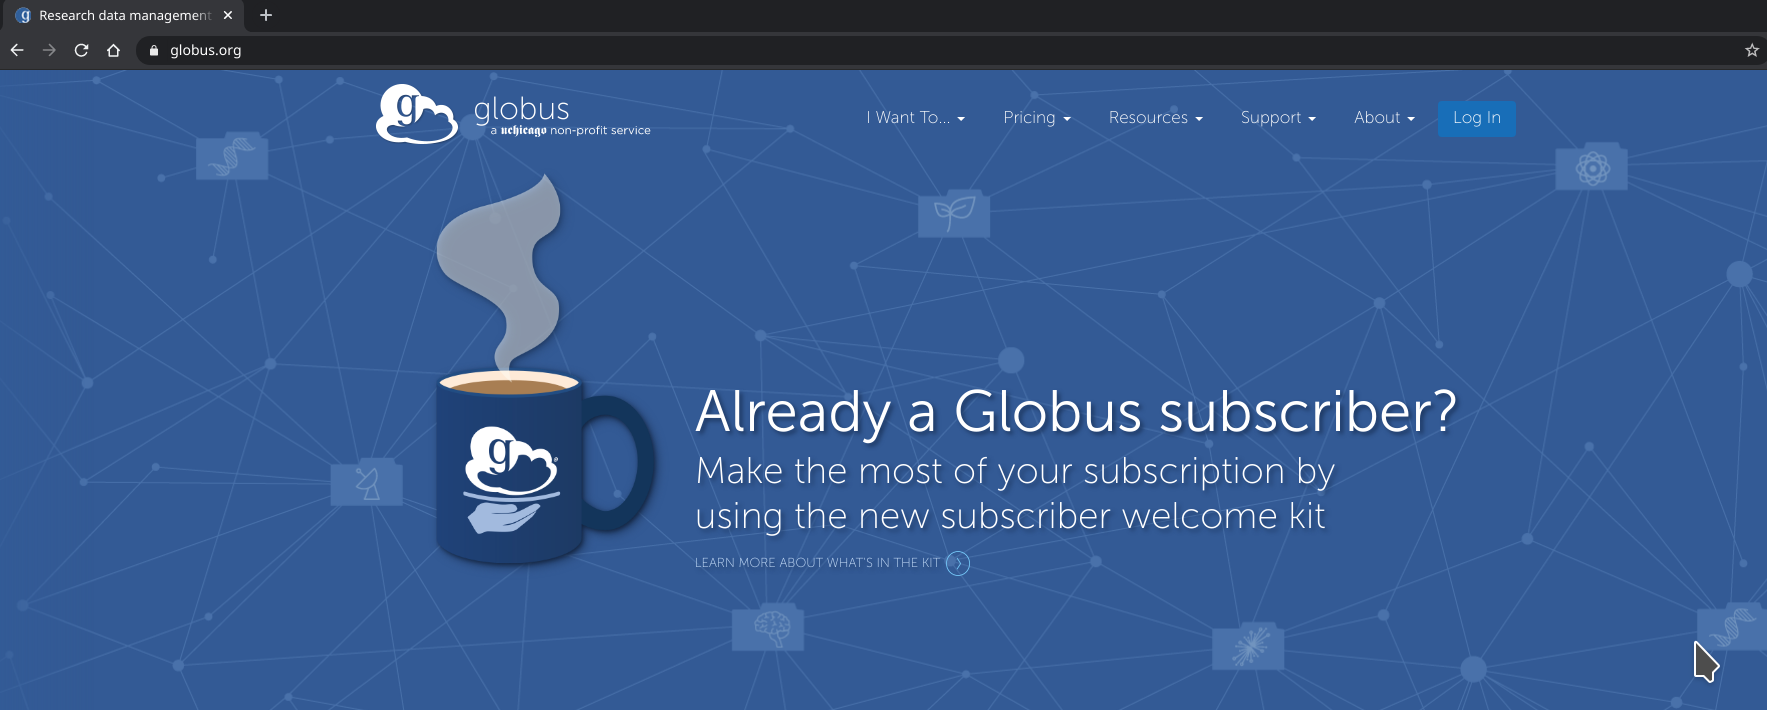 Research data management
globus.org
g
globus
a uchicago non-profit service
I Want To...
Pricing
Resources
Support
About
Log In
g
Already a Globus subscriber?
Make the most of your subscription by
using the new subscriber welcome kit
LEARN MORE ABOUT WHAT'S IN THE KIT